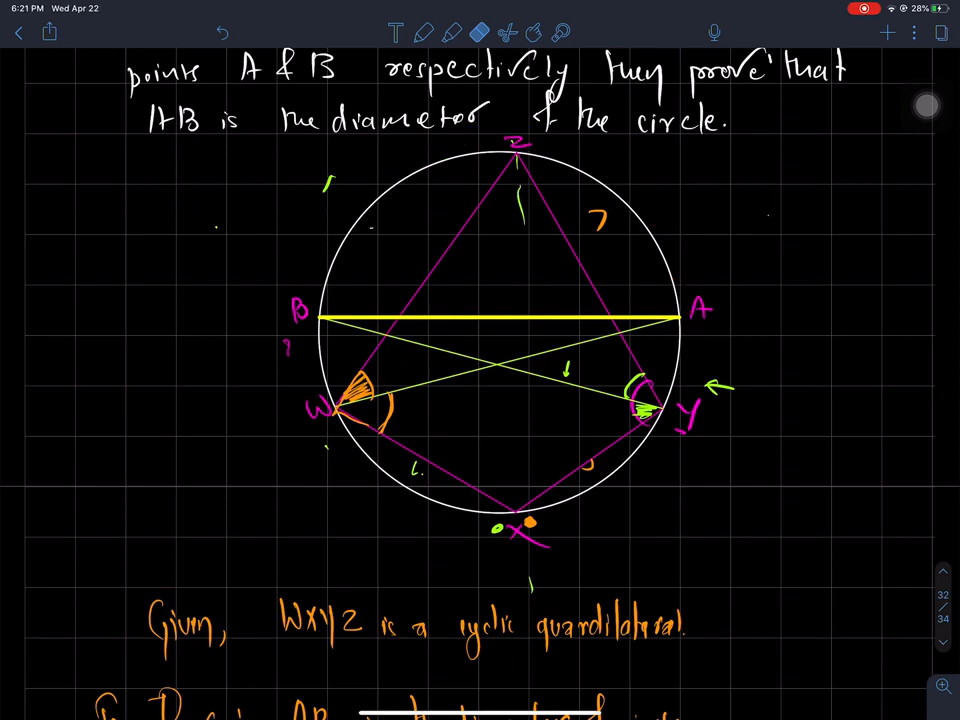 6:21 PM Wed Apr 22
28%
points A & B respectively they prove that
AB is the diameter of the circle.
Z
B
A
W
Y
X
32
/
34
Given, WXYZ is a cyclic quardilateral.